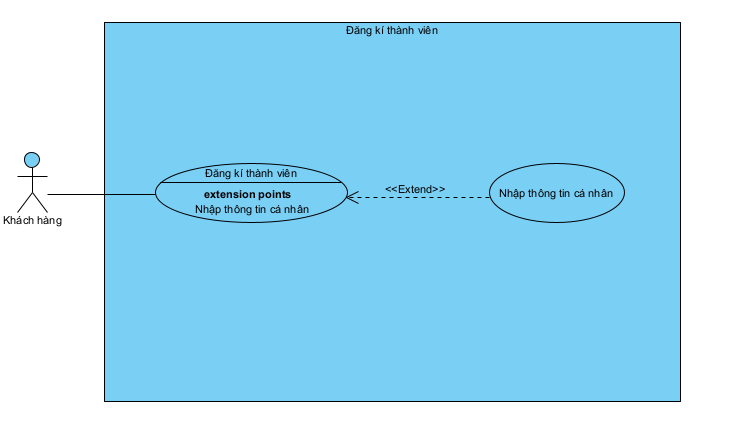 Đăng kí thành viên
Khách hàng
Đăng kí thành viên
extension points
Nhập thông tin cá nhân
<<Extend>>
Nhập thông tin cá nhân